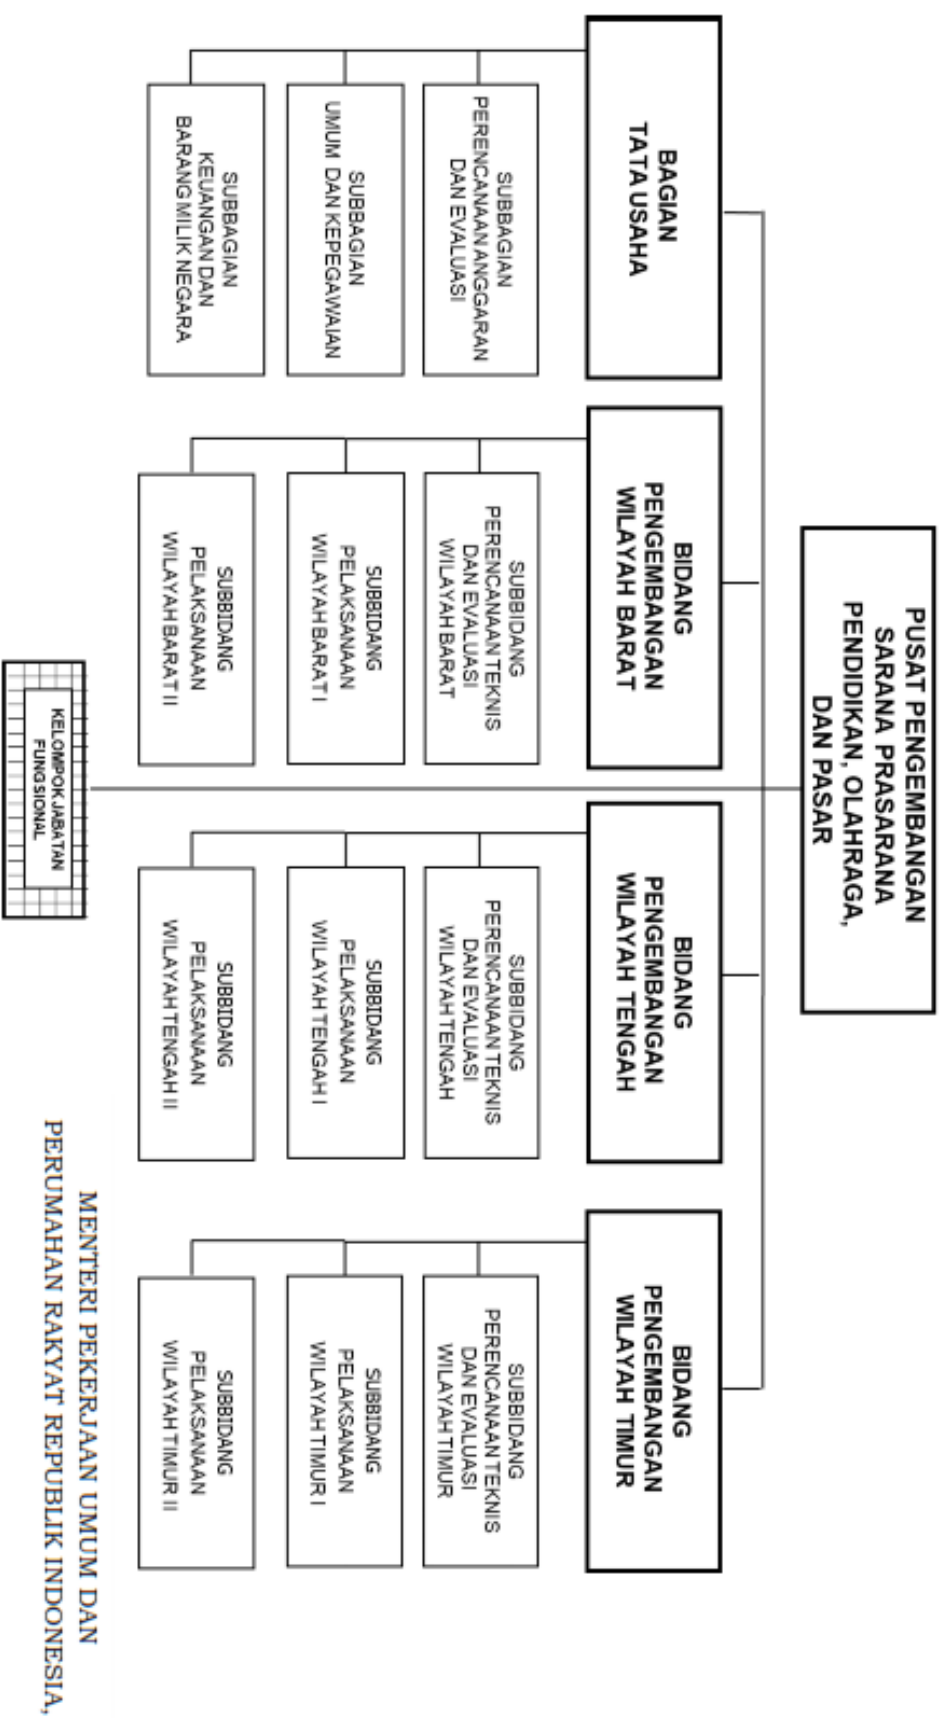 PUSAT PENGEMBANGAN
SARANA PRASARANA
PENDIDIKAN, OLAHRAGA,
DAN PASAR
BAGIAN
TATA USAHA
BIDANG
PENGEMBANGAN
WILAYAH BARAT
BIDANG
PENGEMBANGAN
WILAYAH TENGAH
BIDANG
PENGEMBANGAN
WILAYAH TIMUR
SUBBAGIAN
PERENCANAAN ANGGARAN
DAN EVALUASI
SUBBIDANG
PERENCANAAN TEKNIS
DAN EVALUASI
WILAYAH BARAT
SUBBIDANG
PERENCANAAN TEKNIS
DAN EVALUASI
WILAYAH TENGAH
SUBBIDANG
PERENCANAAN TEKNIS
DAN EVALUASI
WILAYAH TIMUR
SUBBAGIAN
UMUM DAN KEPEGAWAIAN
SUBBIDANG
PELAKSANAAN
WILAYAH BARAT I
SUBBIDANG
PELAKSANAAN
WILAYAH TENGAH I
SUBBIDANG
PELAKSANAAN
WILAYAH TIMUR I
SUBBAGIAN
KEUANGAN DAN
BARANG MILIK NEGARA
SUBBIDANG
PELAKSANAAN
WILAYAH BARAT II
SUBBIDANG
PELAKSANAAN
WILAYAH TENGAH II
SUBBIDANG
PELAKSANAAN
WILAYAH TIMUR II
KELOMPOK JABATAN
FUNGSIONAL
MENTERI PEKERJAAN UMUM DAN
PERUMAHAN RAKYAT REPUBLIK INDONESIA,